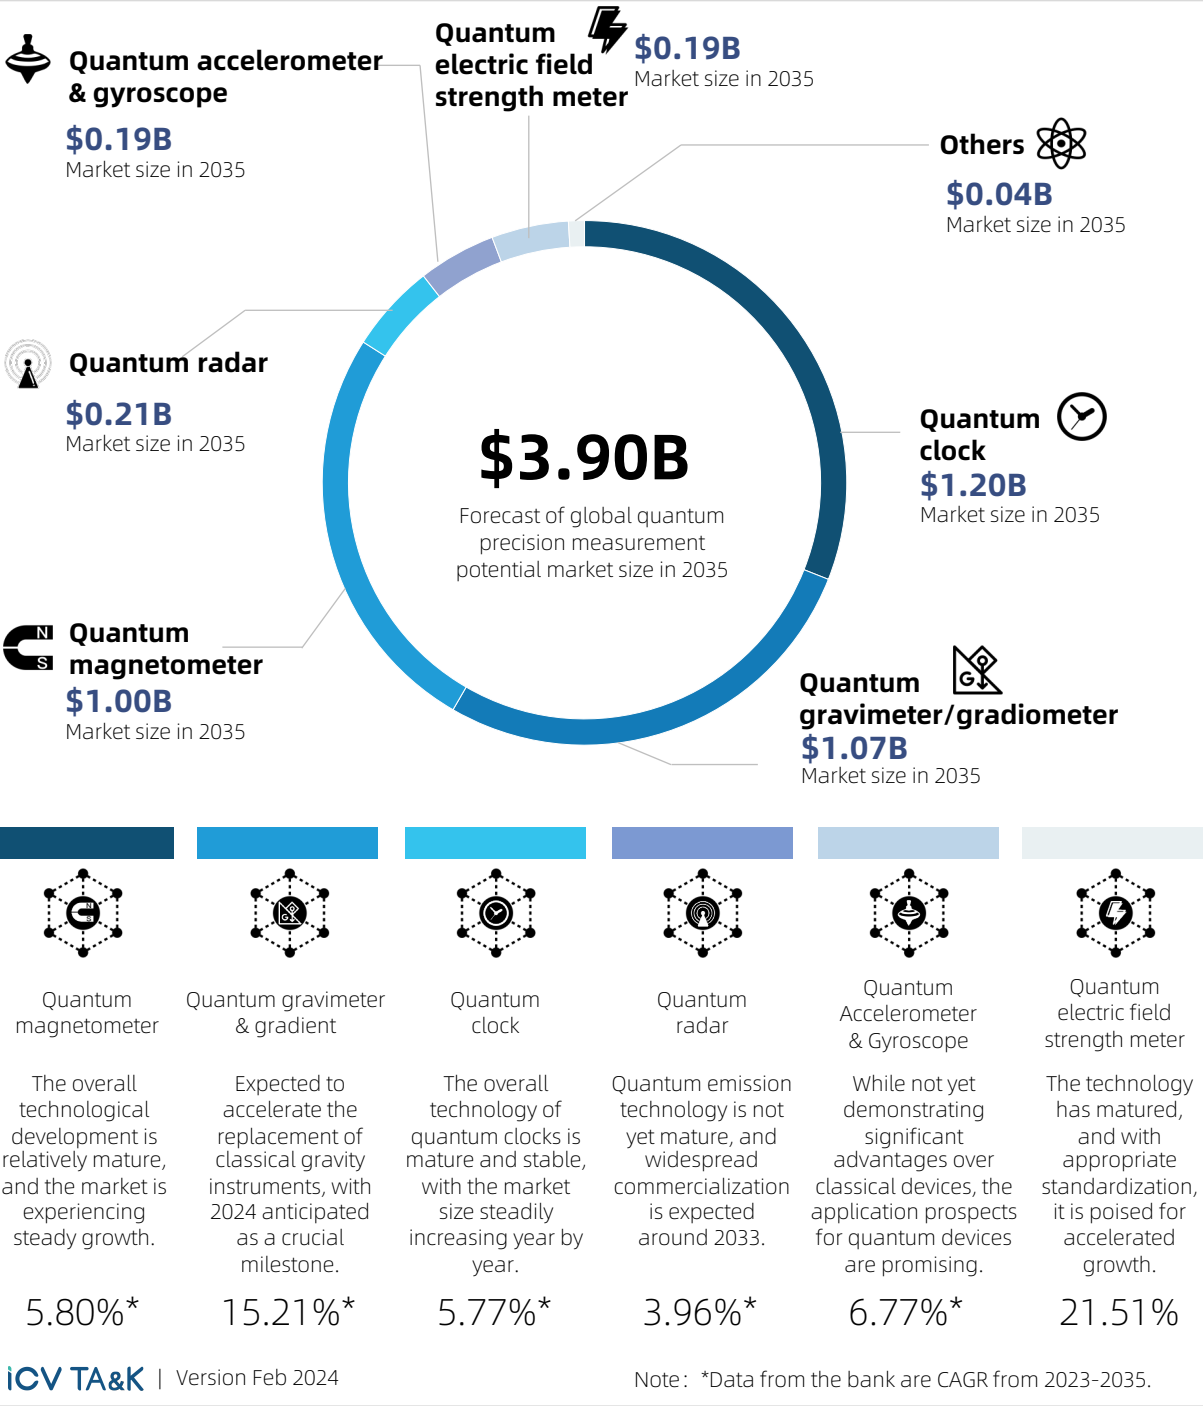 Quantum accelerometer
& gyroscope
$0.19B
Market size in 2035
Quantum
electric field
strength meter
$0.19B
Market size in 2035
Others
$0.04B
Market size in 2035
Quantum radar
$0.21B
Market size in 2035
Quantum
clock
$1.20B
Market size in 2035
$3.90B
Forecast of global quantum
precision measurement
potential market size in 2035
N
S
Quantum
magnetometer
$1.00B
Market size in 2035
G
Quantum
gravimeter/gradiometer
$1.07B
Market size in 2035
N
S
G
Quantum
magnetometer
The overall
technological
development is
relatively mature,
and the market is
experiencing
steady growth.
5.80%*
Quantum gravimeter
& gradient
Expected to
accelerate the
replacement of
classical gravity
instruments, with
2024 anticipated
as a crucial
milestone.
15.21%*
Quantum
clock
The overall
technology of
quantum clocks is
mature and stable,
with the market
size steadily
increasing year by
year.
5.77%*
Quantum
radar
Quantum emission
technology is not
yet mature, and
widespread
commercialization
is expected
around 2033.
3.96%*
Quantum
Accelerometer
& Gyroscope
While not yet
demonstrating
significant
advantages over
classical devices, the
application prospects
for quantum devices
are promising.
6.77%*
Quantum
electric field
strength meter
The technology
has matured,
and with
appropriate
standardization,
it is poised for
accelerated
growth.
21.51%
iCV TA&K | Version Feb 2024
Note: *Data from the bank are CAGR from 2023-2035.